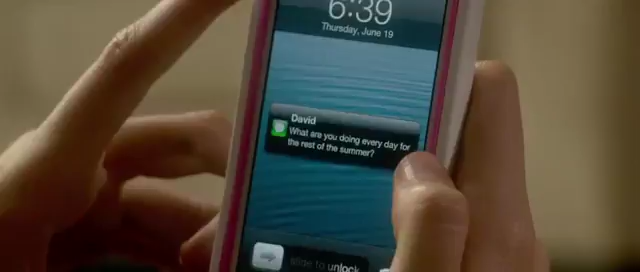 6:39
Thursday, June 19
David
What are you doing every day for
the rest of the summer?
slide to unlock